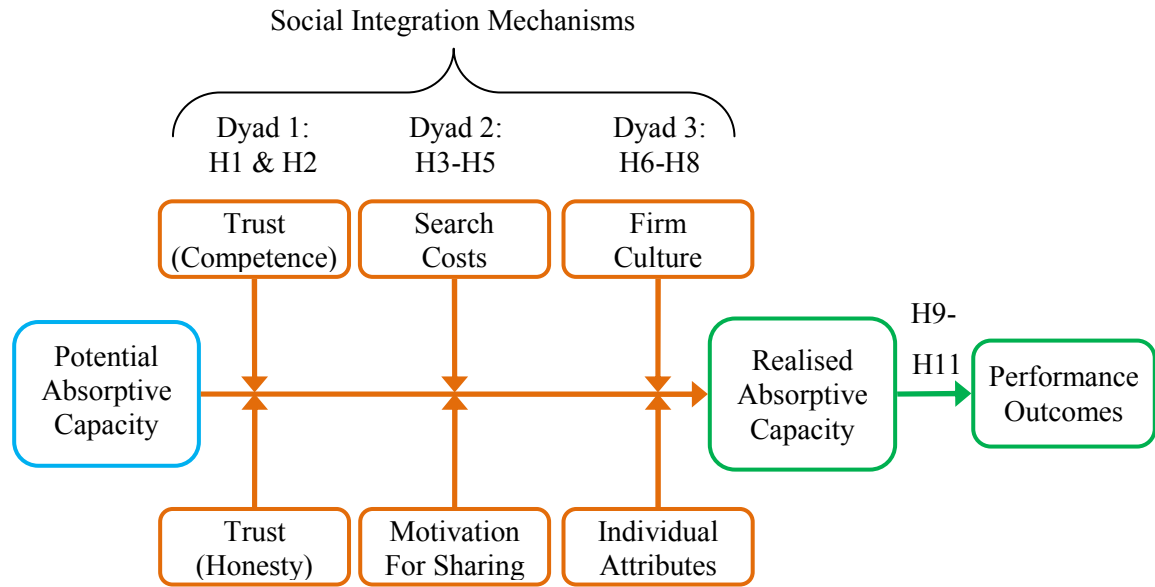 Social Integration Mechanisms
Dyad 1:
H1 & H2
Dyad 2:
H3-H5
Dyad 3:
H6-H8
Trust
(Competence)
Search
Costs
Firm
Culture
Potential
Absorptive
Capacity
Realised
Absorptive
Capacity
H9-
H11
Performance
Outcomes
Trust
(Honesty)
Motivation
For Sharing
Individual
Attributes